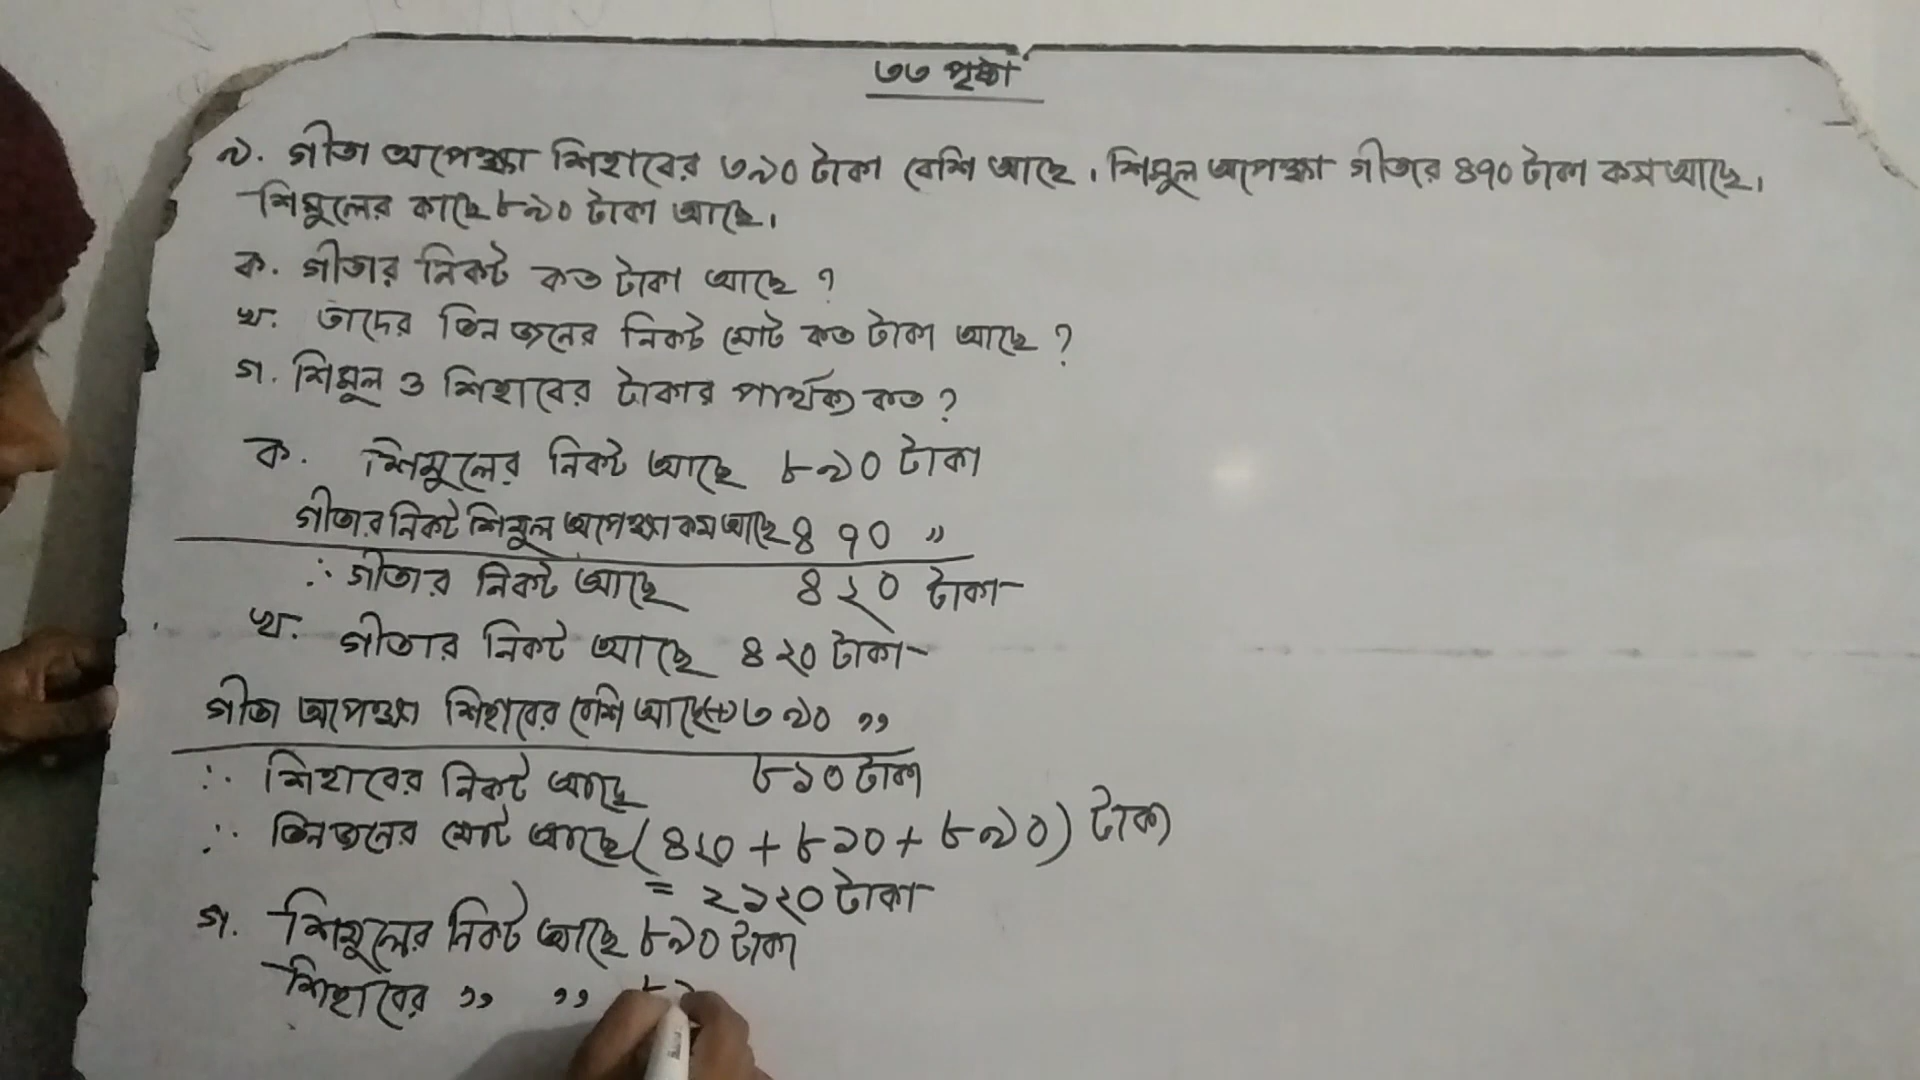 ৩৩ পৃষ্ঠা
৯. গীতা অপেক্ষা শিহাবের ৩৯০ টাকা বেশি আছে। শিমুল অপেক্ষা গীতার ৪৭০ টাকা কম আছে।
শিমুলের কাছে ৮৯০ টাকা আছে।
ক. গীতার নিকট কত টাকা আছে ?
খ. তাদের তিন জনের নিকট মোট কত টাকা আছে ?
গ. শিমুল ও শিহাবের টাকার পার্থক্য কত ?
ক. শিমুলের নিকট আছে ৮৯০ টাকা
গীতার নিকট শিমুল অপেক্ষা কম আছে ৪৭০ "
∴ গীতার নিকট আছে ৪২০ টাকা
খ. গীতার নিকট আছে ৪২০ টাকা
গীতা অপেক্ষা শিহাবের বেশি আছে (+) ৩৯০ ,,
∴ শিহাবের নিকট আছে ৮১০ টাকা
∴ তিনজনের মোট আছে (৪২০ + ৮১০ + ৮৯০) টাকা
= ২১২০ টাকা
গ. শিমুলের নিকট আছে ৮৯০ টাকা
শিহাবের ,, ,, ৮১